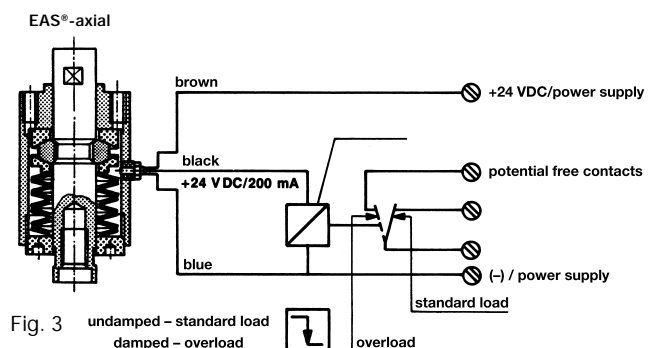 EAS®-axial
brown
+24 VDC/power supply
black
+24 V DC/200 mA
potential free contacts
blue
(–) / power supply
standard load
Fig. 3
undamped – standard load
damped – overload
overload